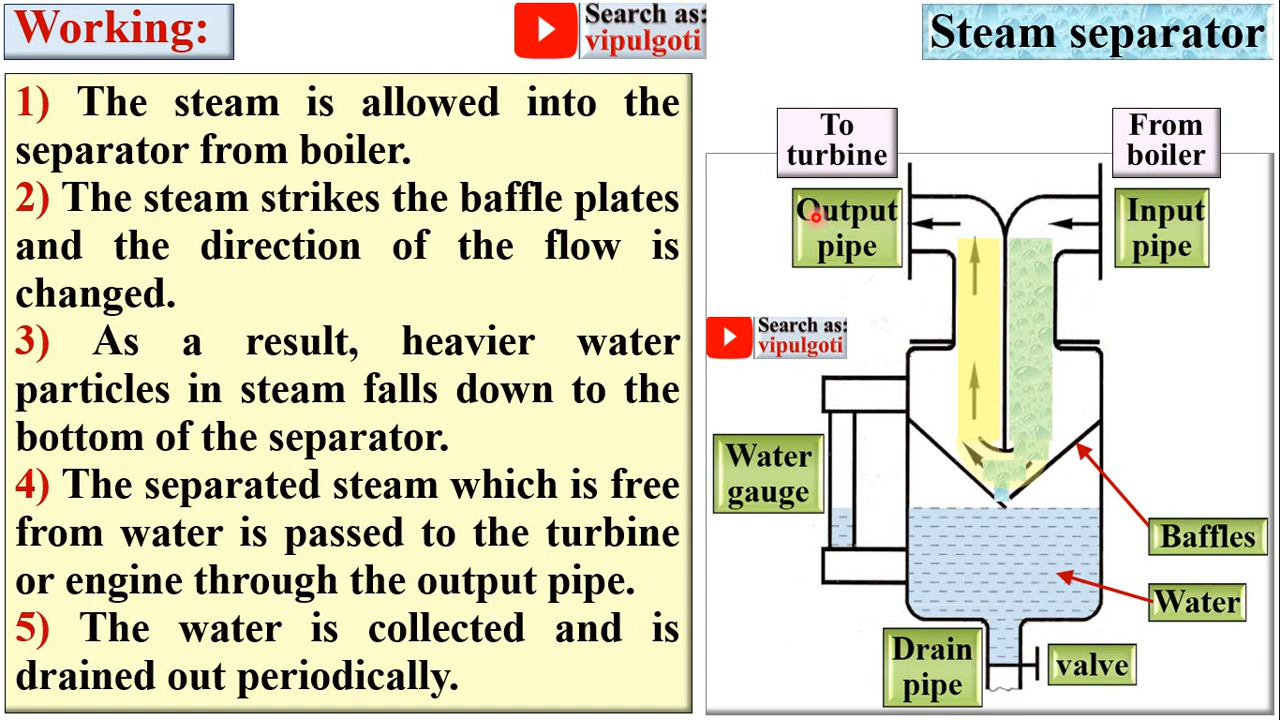 Working:
Search as:
vipulgoti
Steam separator
1) The steam is allowed into the
separator from boiler.
2) The steam strikes the baffle plates
and the direction of the flow is
changed.
3) As a result, heavier water
particles in steam falls down to the
bottom of the separator.
4) The separated steam which is free
from water is passed to the turbine
or engine through the output pipe.
5) The water is collected and is
drained out periodically.
To
turbine
From
boiler
Output
pipe
Input
pipe
Search as:
vipulgoti
Water
gauge
Baffles
Water
Drain
pipe
valve